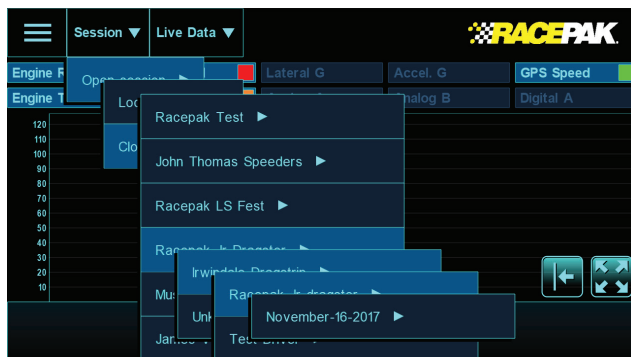 Session ▼ Live Data ▼
RACEPAK.
Engine R Lateral G Accel. G GPS Speed
Engine T Analog B Digital A
Open session ▶
Loc
Clo
Racepak Test ▶
John Thomas Speeders ▶
Racepak LS Fest ▶
Racepak Jr Dragster ▶
Irwindale Dragstrip ▶
Mu
Racepak Jr dragster ▶
Unk
November-16-2017 ▶
James
Test Driver
120
110
100
90
80
70
60
50
40
30
20
10